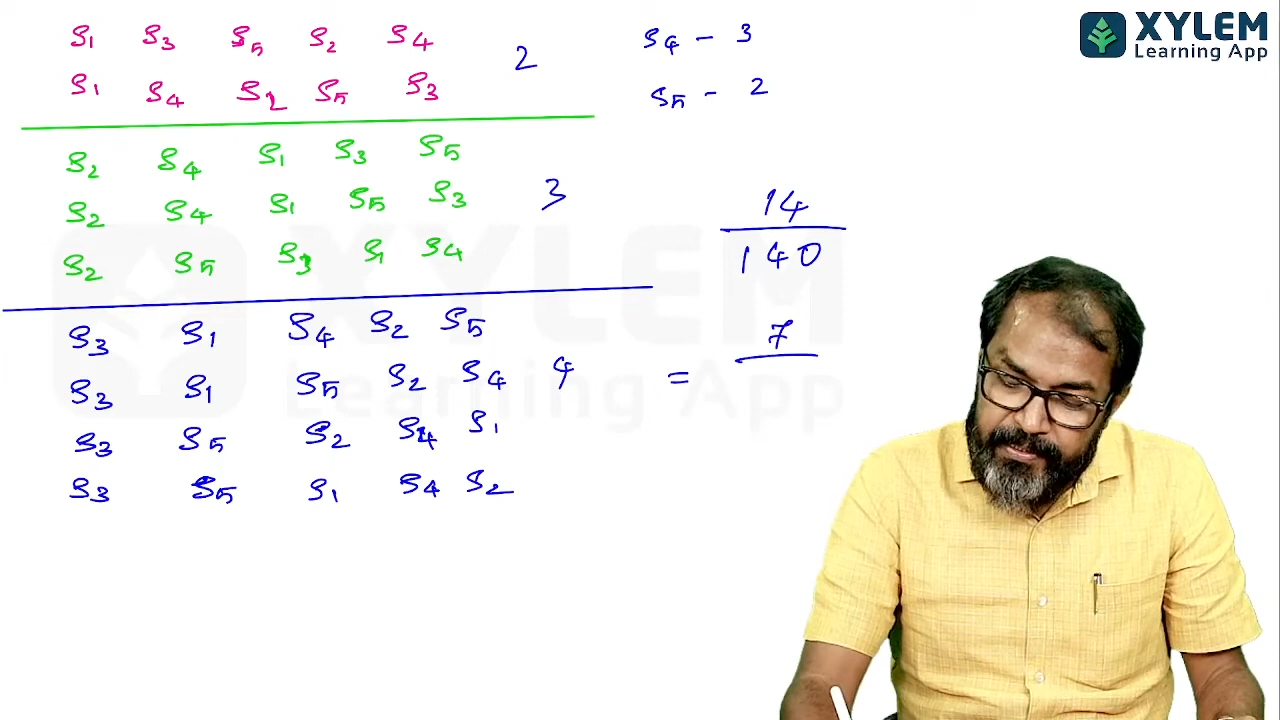 S1 S3 S5 S2 S4 2
S1 S4 S2 S5 S3
S2 S4 S1 S3 S5
S2 S4 S1 S5 S3 3
S2 S5 S3 S1 S4
S3 S1 S4 S2 S5
S3 S1 S5 S2 S4 4
S3 S5 S2 S4 S1
S3 S5 S1 S4 S2
S4 - 3
S5 - 2
14
140
= 7
XYLEM
Learning App
XYLEM
Learning App